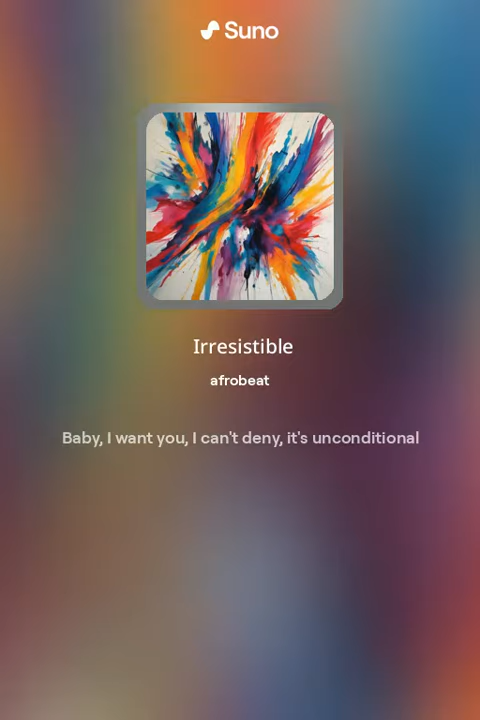 Suno
Irresistible
afrobeat
Baby, I want you, I can't deny, it's unconditional